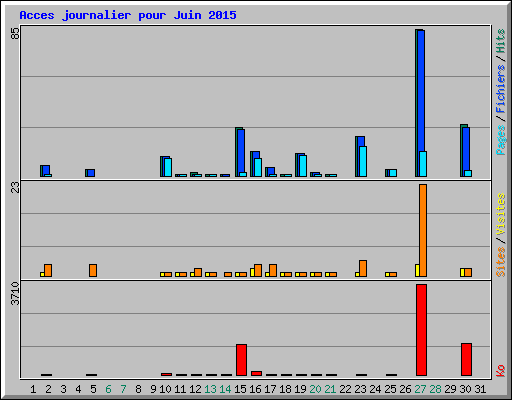 Acces journalier pour Juin 2015
85
Pages/Fichiers/Hits
23
Sites/Visites
3710
Ko
1 2 3 4 5 6 7 8 9 10 11 12 13 14 15 16 17 18 19 20 21 22 23 24 25 26 27 28 29 30 31